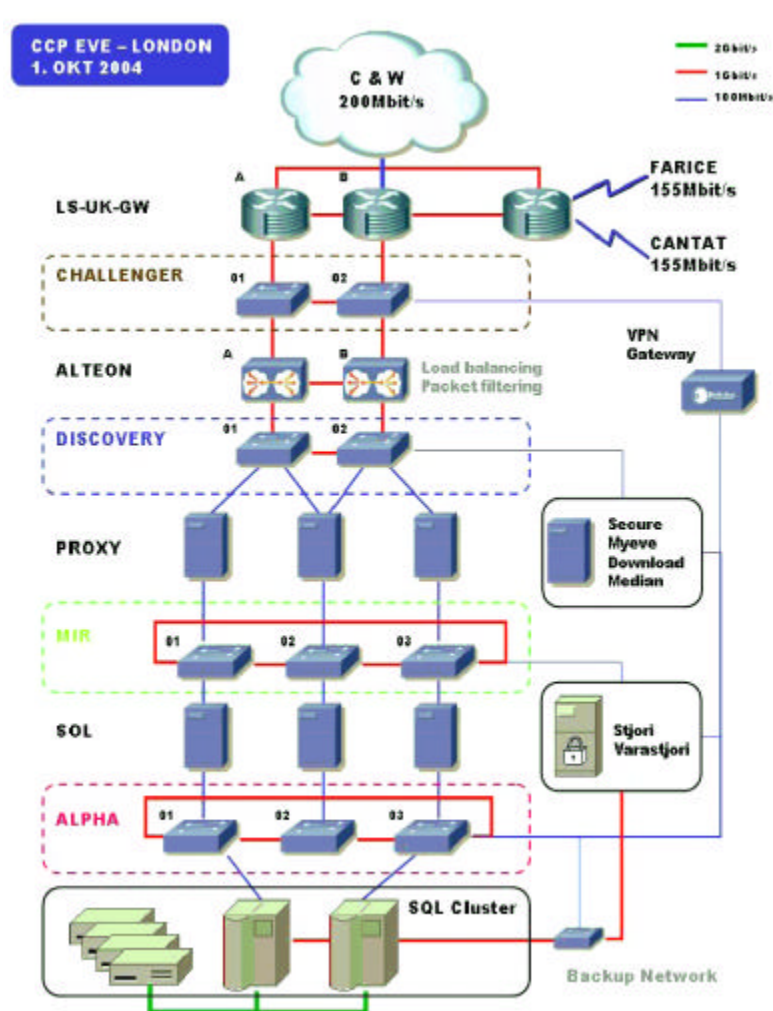 CCP EVE – LONDON
1. OKT 2004
2Gbit/s
1Gbit/s
100Mbit/s
C & W
200Mbit/s
A
B
LS-UK-GW
FARICE
155Mbit/s
CANTAT
155Mbit/s
CHALLENGER
01
02
VPN
Gateway
ALTEON
A
B
Load balancing
Packet filtering
DISCOVERY
01
02
PROXY
Secure
Myeve
Download
Median
MIR
01
02
03
SOL
Stjori
Varastjori
ALPHA
01
02
03
SQL Cluster
Backup Network